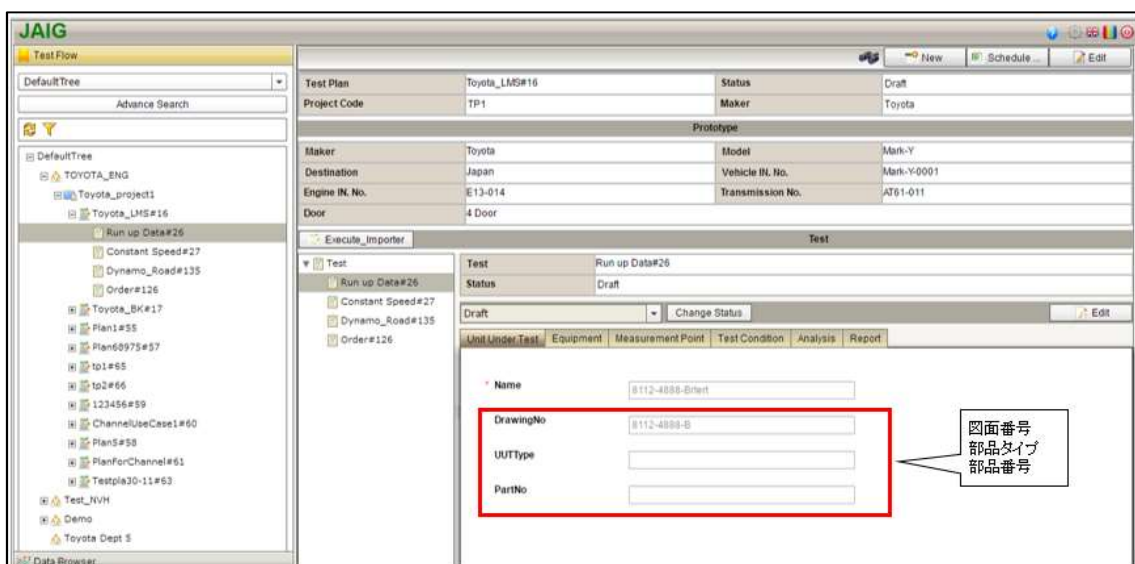 JAIG
Test Flow
New
Schedule...
Edit
DefaultTree
Advance Search
Test Plan Toyota_LMS#16 Status Draft
Project Code TP1 Maker Toyota
Prototype
Maker Toyota Model Mark-Y
Destination Japan Vehicle IN. No. Mark-Y-0001
Engine IN. No. E13-014 Transmission No. AT61-011
Door 4 Door
DefaultTree
TOYOTA_ENG
Toyota_project1
Toyota_LMS#16
Run up Data#26
Constant Speed#27
Dynamo_Road#135
Order#126
Toyota_BK#17
Plan1#55
Plan68975#57
tp1#65
tp2#66
123456#59
ChannelUseCase1#60
Plan5#58
PlanForChannel#61
Testpla30-11#63
Test_NVH
Demo
Toyota Dept 5
Data Browser
Execute_Importer
Test
Test
Run up Data#26
Constant Speed#27
Dynamo_Road#135
Order#126
Test Run up Data#26
Status Draft
Draft
Change Status
Edit
Unit Under Test Equipment Measurement Point Test Condition Analysis Report
* Name 8112-4888-Brtert
DrawingNo 8112-4888-B
UUTType
PartNo
図面番号
部品タイプ
部品番号